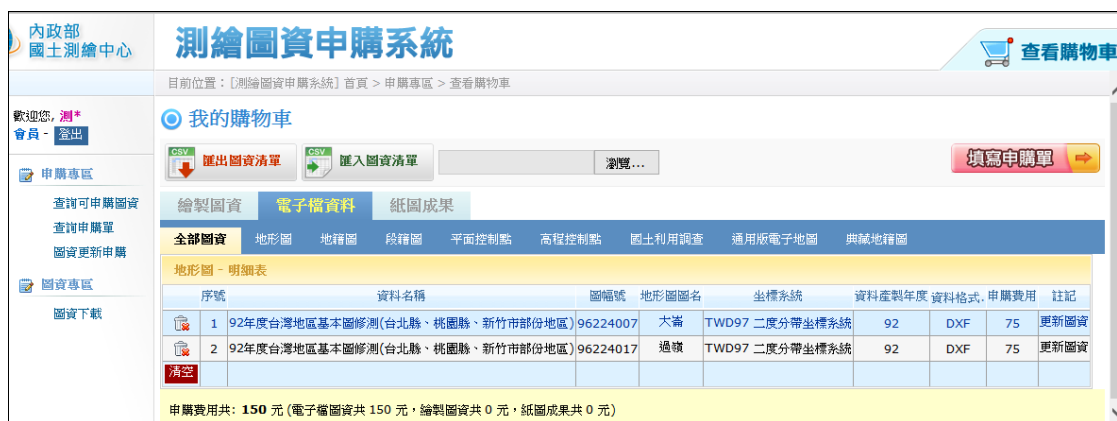 內政部
國土測繪中心
測繪圖資申購系統
查看購物車
目前位置：[測繪圖資申購系統] 首頁 > 申購專區 > 查看購物車
歡迎您, 測*
會員 - 登出
申購專區
查詢可申購圖資
查詢申購單
圖資更新申購
圖資專區
圖資下載
我的購物車
CSV 匯出圖資清單 CSV 匯入圖資清單 瀏覽... 填寫申購單
繪製圖資 電子檔資料 紙圖成果
全部圖資 地形圖 地籍圖 段籍圖 平面控制點 高程控制點 國土利用調查 通用版電子地圖 典藏地籍圖
地形圖 - 明細表
序號 資料名稱 圖幅號 地形圖圖名 坐標系統 資料產製年度 資料格式. 申購費用 註記
1 92年度台灣地區基本圖修測(台北縣、桃園縣、新竹市部份地區) 96224007 大崙 TWD97 二度分帶坐標系統 92 DXF 75 更新圖資
2 92年度台灣地區基本圖修測(台北縣、桃園縣、新竹市部份地區) 96224017 過嶺 TWD97 二度分帶坐標系統 92 DXF 75 更新圖資
清空
申購費用共: 150 元 (電子檔圖資共 150 元，繪製圖資共 0 元，紙圖成果共 0 元)